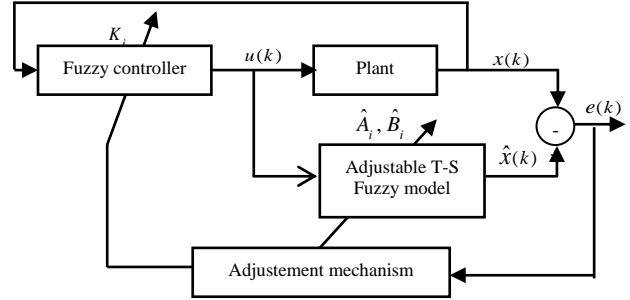 K_i
Fuzzy controller
u(k)
Plant
x(k)
e(k)
-
Â_i, B̂_i
Adjustable T-S
Fuzzy model
x̂(k)
Adjustement mechanism